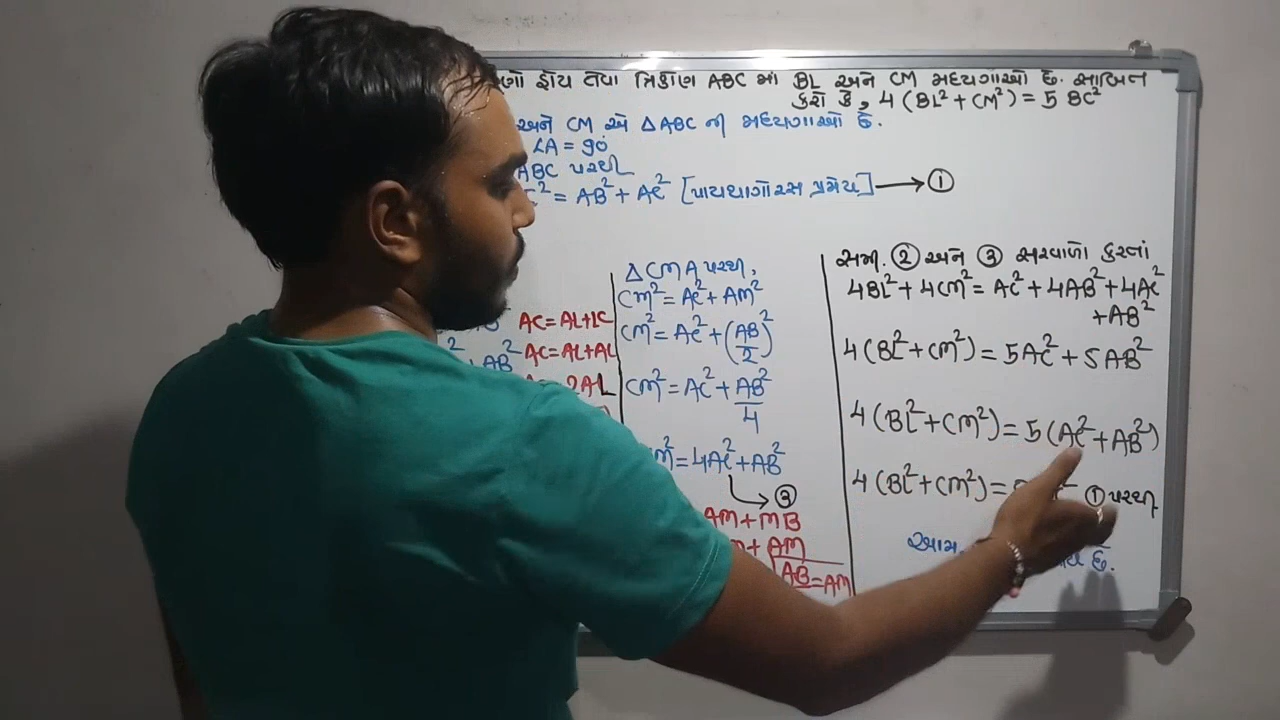 હોય તેવા ત્રિકોણ ABC માં BL અને CM મધ્યગાઓ છે. સાબિત
કરો કે, 4 (BL² + CM²) = 5 BC²
અને CM એ △ABC ની મધ્યગાઓ છે.
∠A = 90
ABC પરથી
² = AB² + AC² [પાયથાગોરસ પ્રમેય] → ①
AC = AL + LC
² + AB² AC = AL + AL
2AL
△CMA પરથી,
CM² = AC² + AM²
CM² = AC² + (AB/2)²
CM² = AC² + AB²/4
M² = 4AC² + AB²
→ ③
AM + MB
+ AM
AB = AM
સમી. ② અને ③ સરવાળો કરતાં
4BL² + 4CM² = AC² + 4AB² + 4AC²
+ AB²
4 (BL² + CM²) = 5AC² + 5AB²
4 (BL² + CM²) = 5 (AC² + AB²)
4 (BL² + CM²) = ① પરથી
આમ, છે.